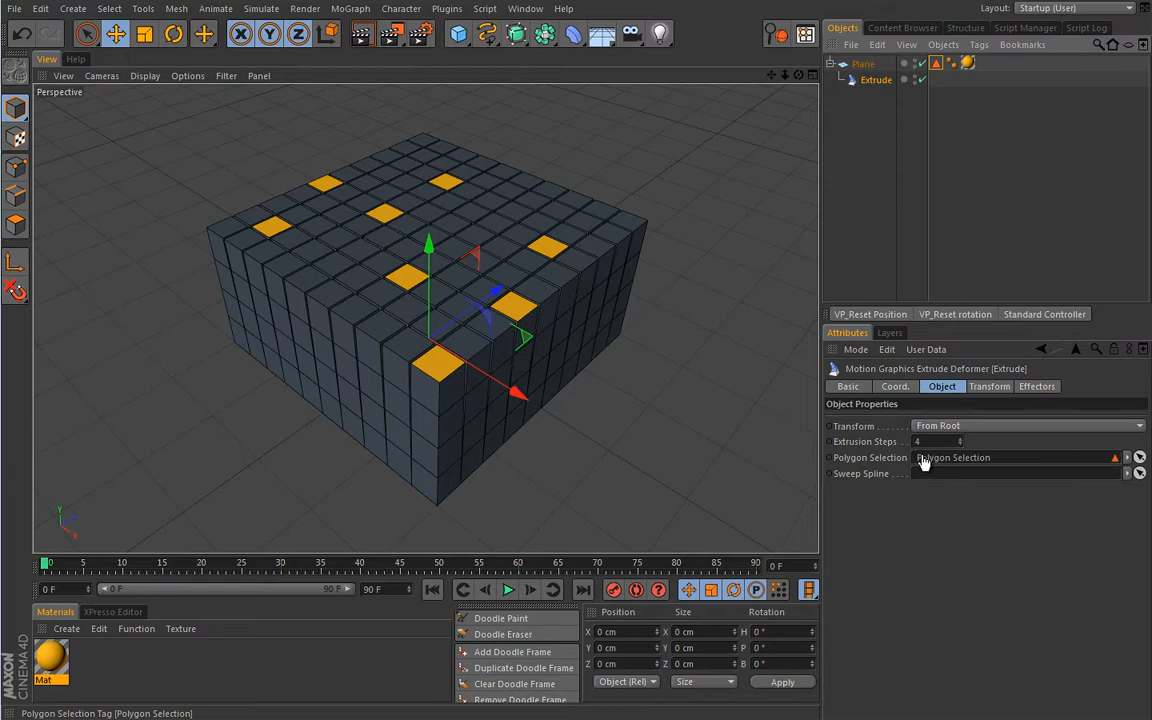 File Edit Create Select Tools Mesh Animate Simulate Render MoGraph Character Plugins Script Window Help Layout: Startup (User)
X Y Z
View Help
View Cameras Display Options Filter Panel
Perspective
Y
Z
X
0 5 10 15 20 25 30 35 40 45 50 55 60 65 70 75 80 85 90 0 F
0 F 0 F 90 F 90 F
P
Materials XPresso Editor
Create Edit Function Texture
Mat
MAXON
CINEMA 4D
Doodle Paint
Doodle Eraser
Add Doodle Frame
Duplicate Doodle Frame
Clear Doodle Frame
Remove Doodle Frame
Position Size Rotation
X 0 cm X 0 cm H 0 °
Y 0 cm Y 0 cm P 0 °
Z 0 cm Z 0 cm B 0 °
Object (Rel) Size Apply
Polygon Selection Tag [Polygon Selection]
Objects Content Browser Structure Script Manager Script Log
File Edit View Objects Tags Bookmarks
Plane
Extrude
VP_Reset Position VP_Reset rotation Standard Controller
Attributes Layers
Mode Edit User Data
Motion Graphics Extrude Deformer [Extrude]
Basic Coord. Object Transform Effectors
Object Properties
Transform . . . . . . . From Root
Extrusion Steps . . 4
Polygon Selection Polygon Selection
Sweep Spline . . . .